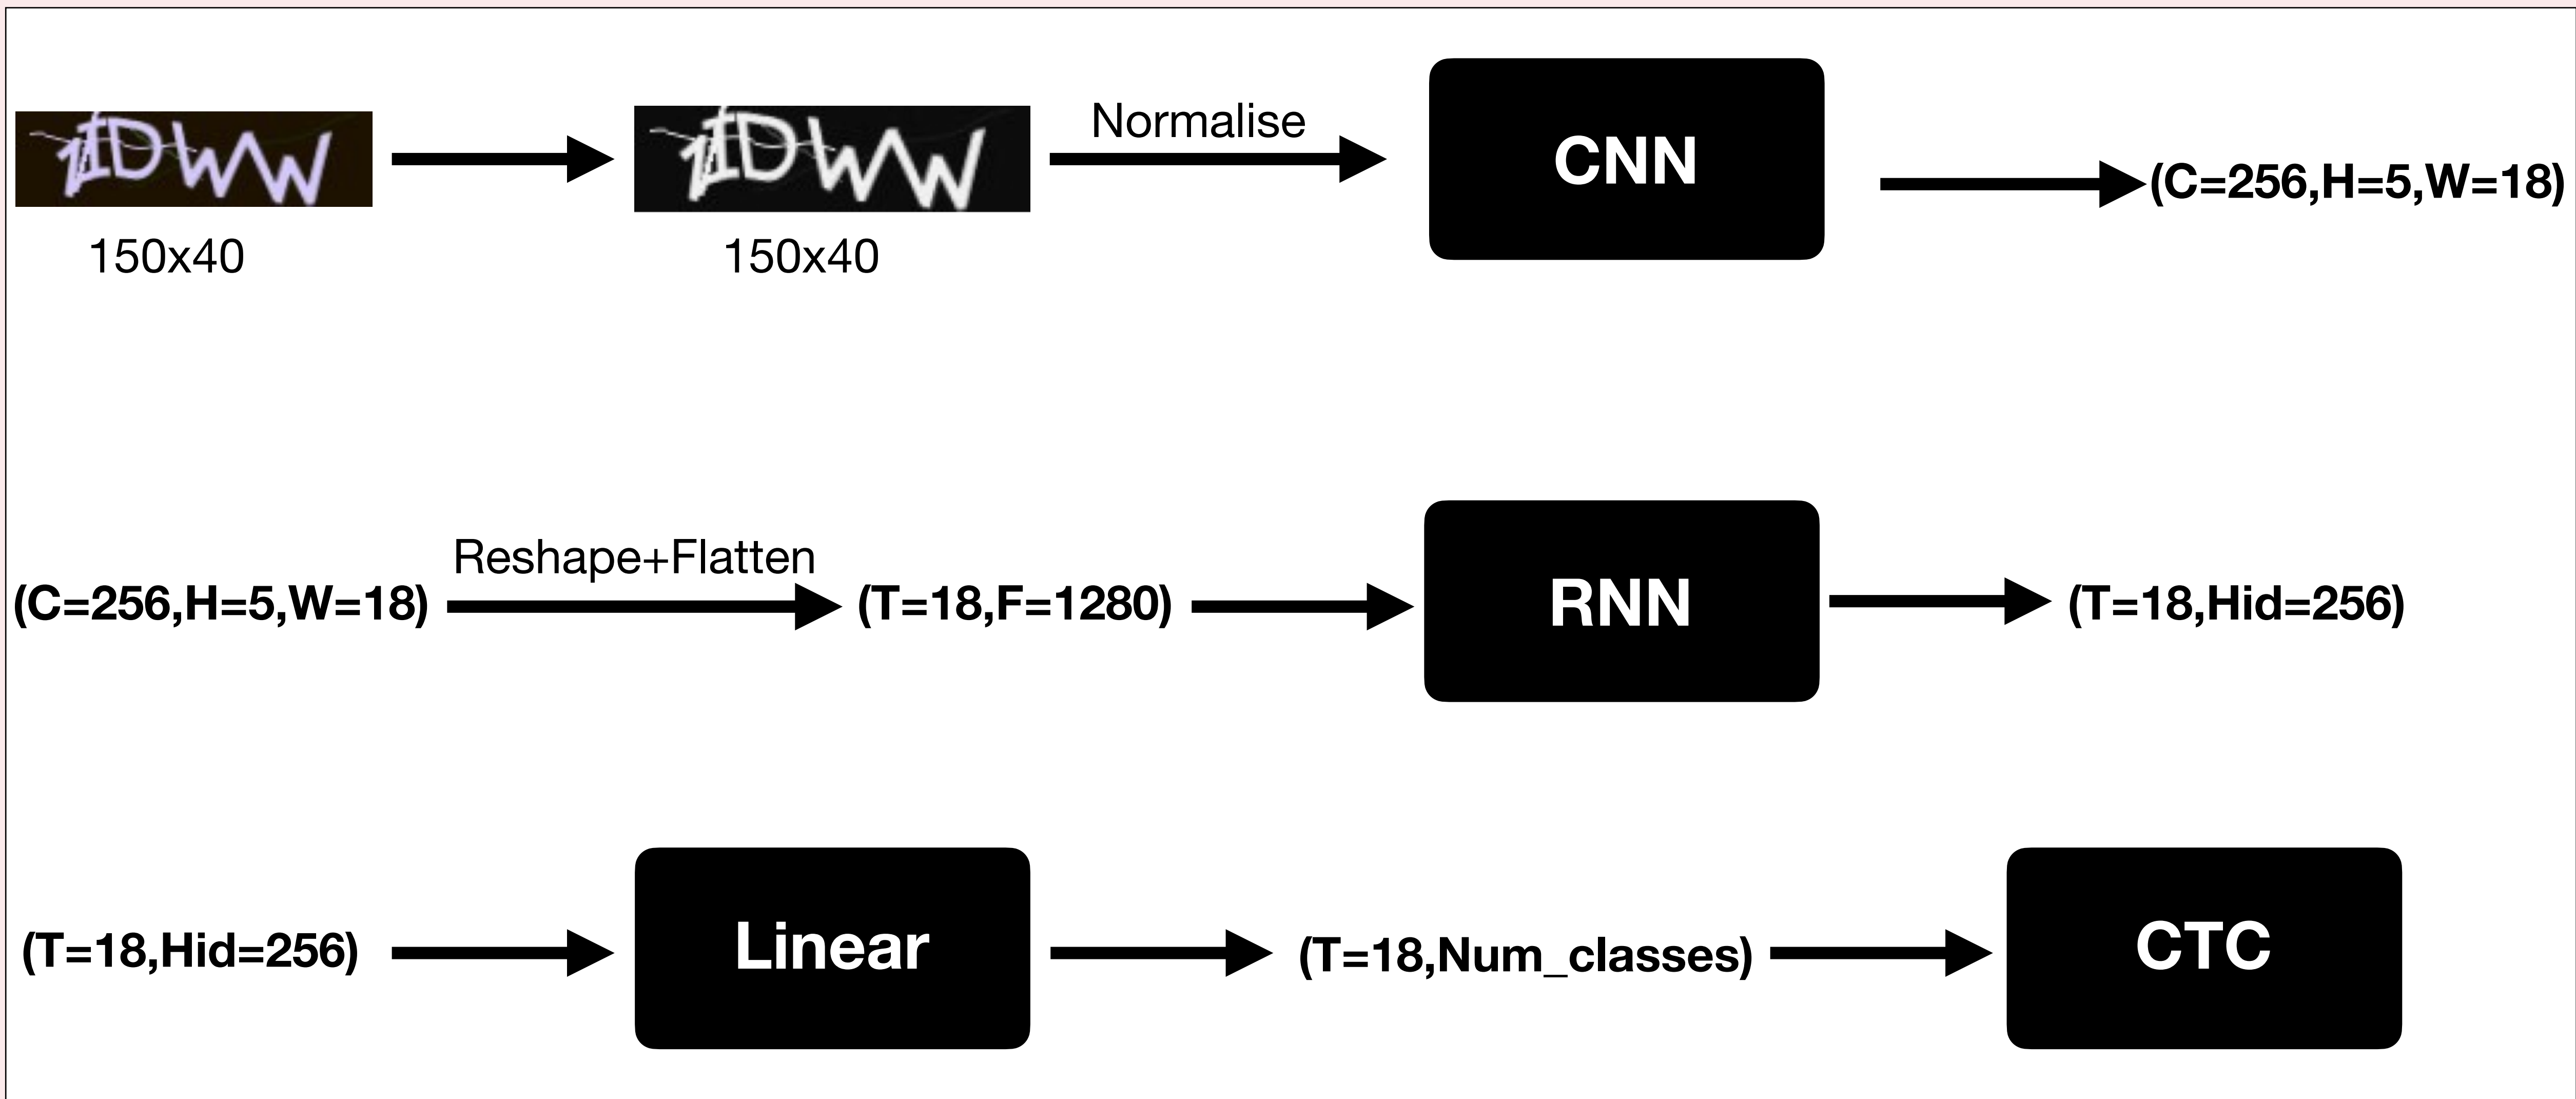 Normalise
CNN
(C=256,H=5,W=18)
150x40
150x40
Reshape+Flatten
(C=256,H=5,W=18)
(T=18,F=1280)
RNN
(T=18,Hid=256)
(T=18,Hid=256)
Linear
(T=18,Num_classes)
CTC